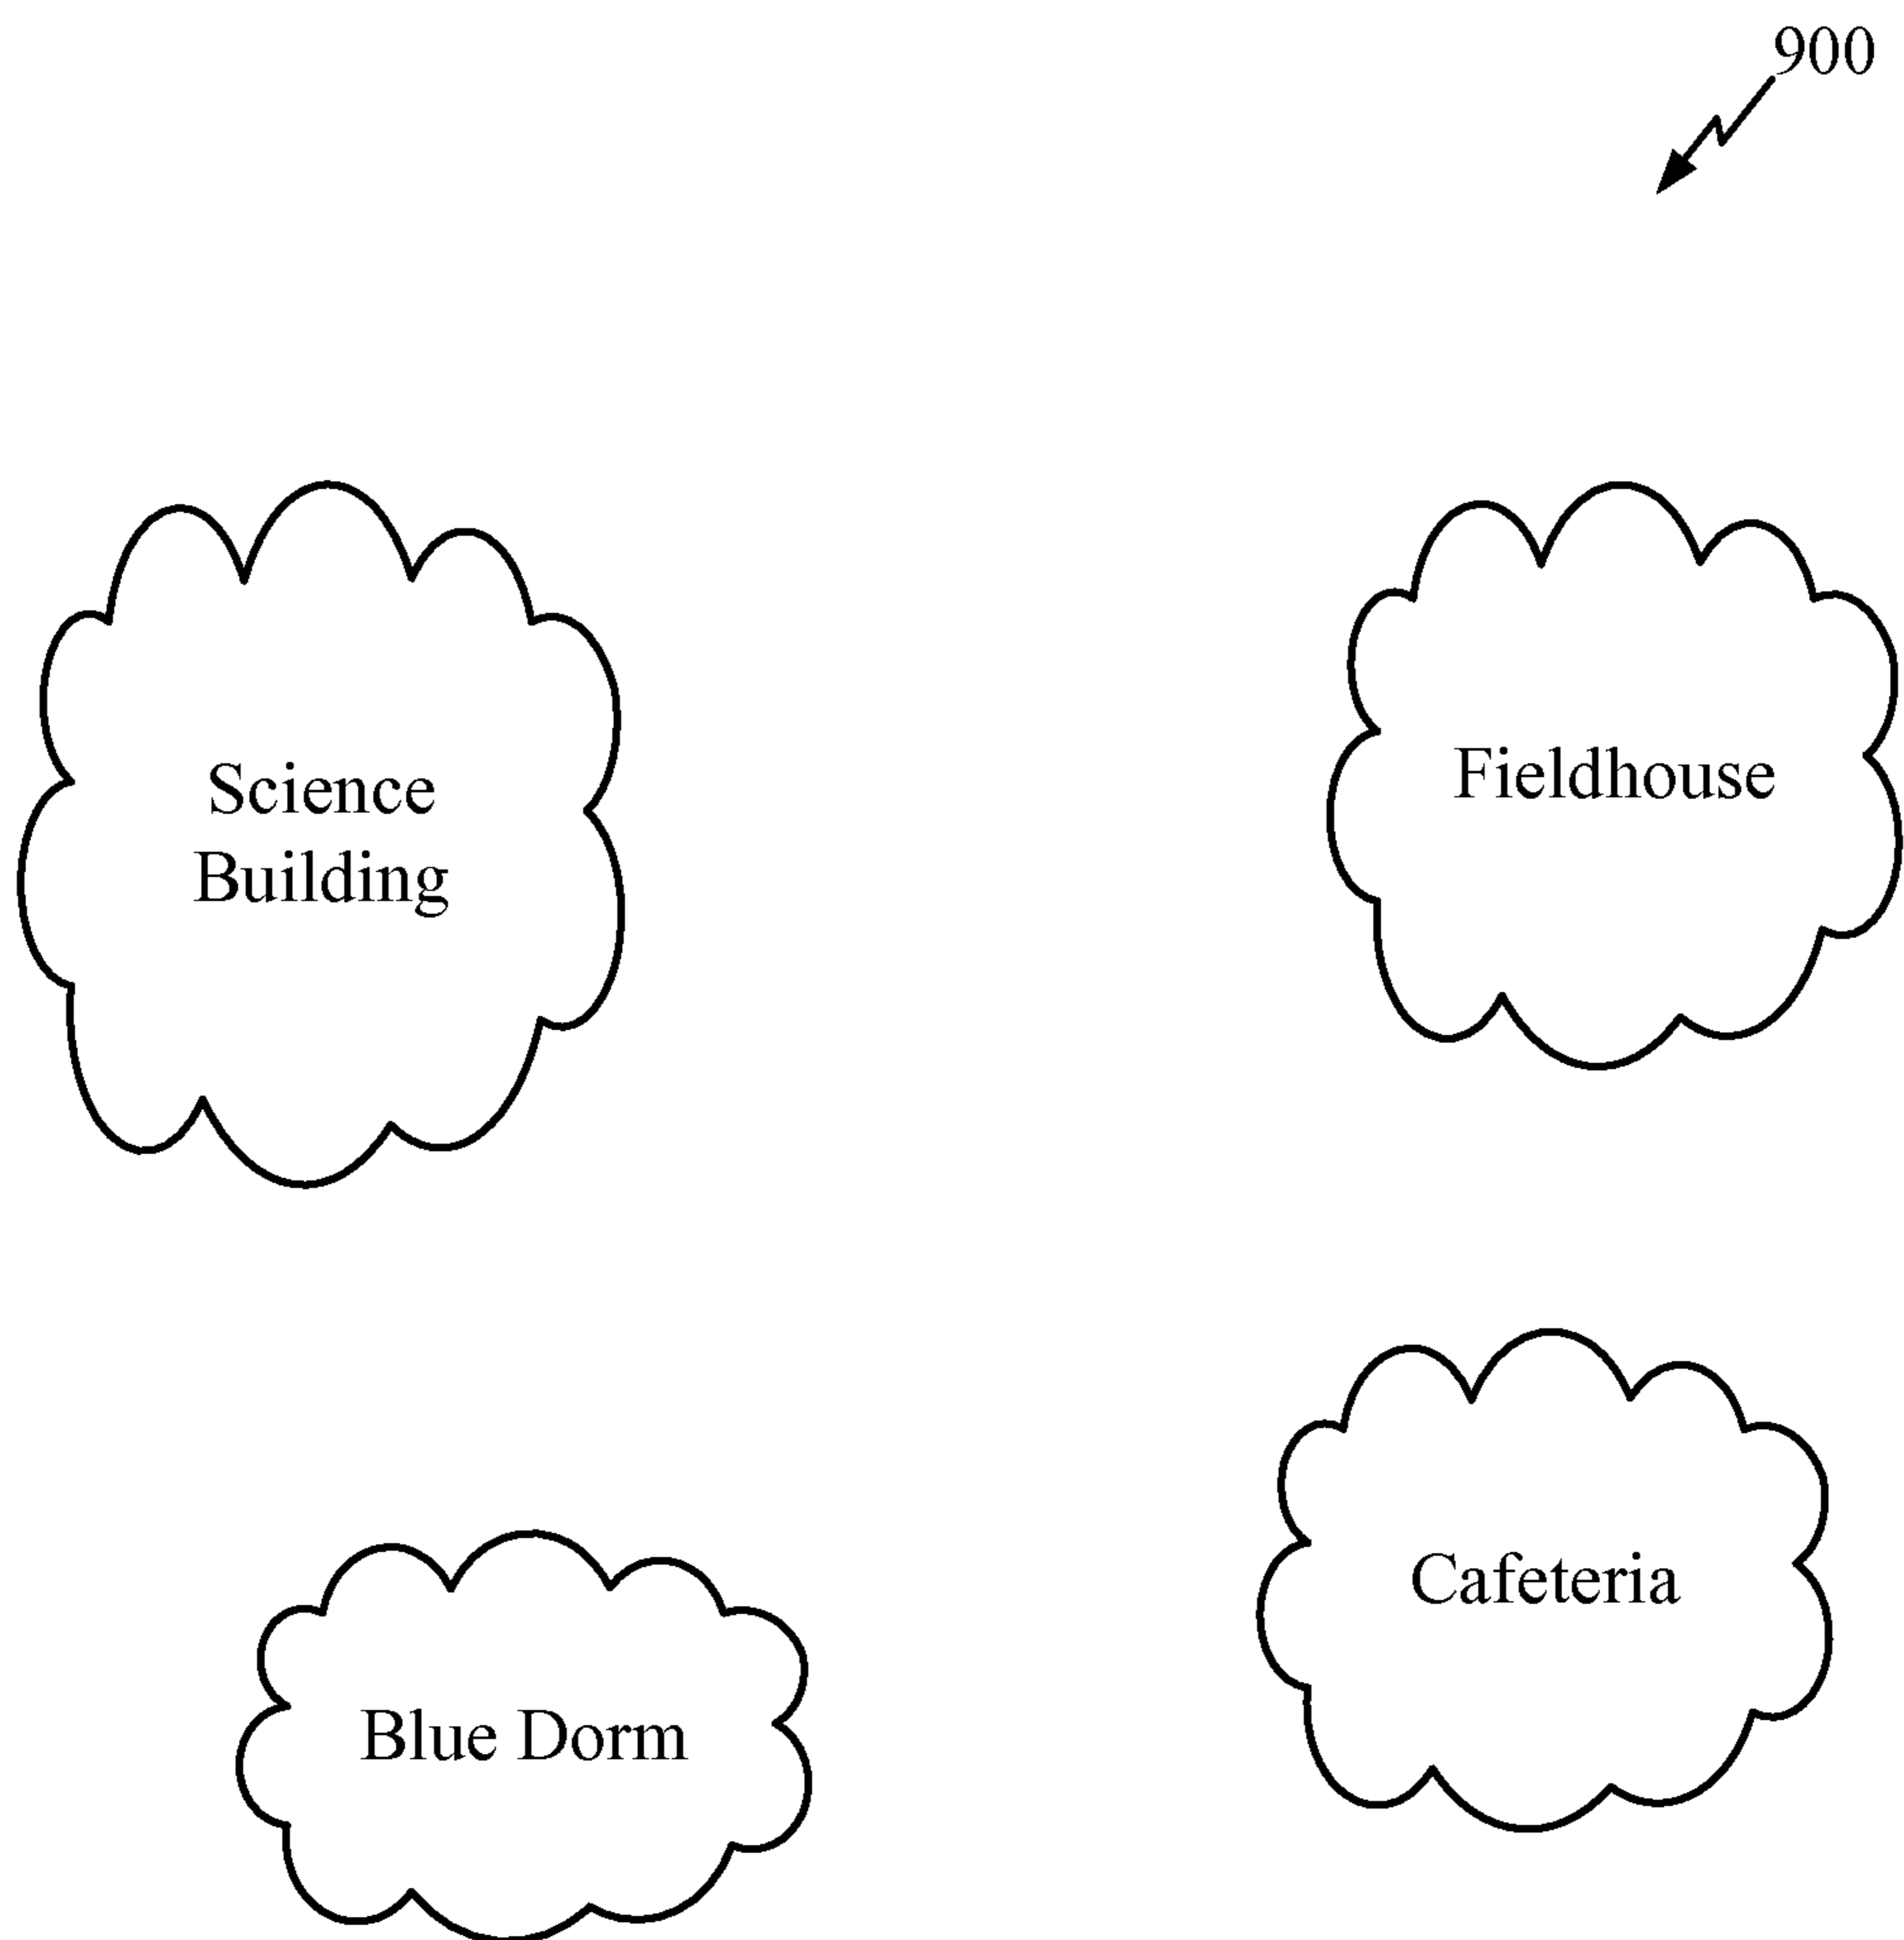 900
Science
Building
Fieldhouse
Cafeteria
Blue Dorm